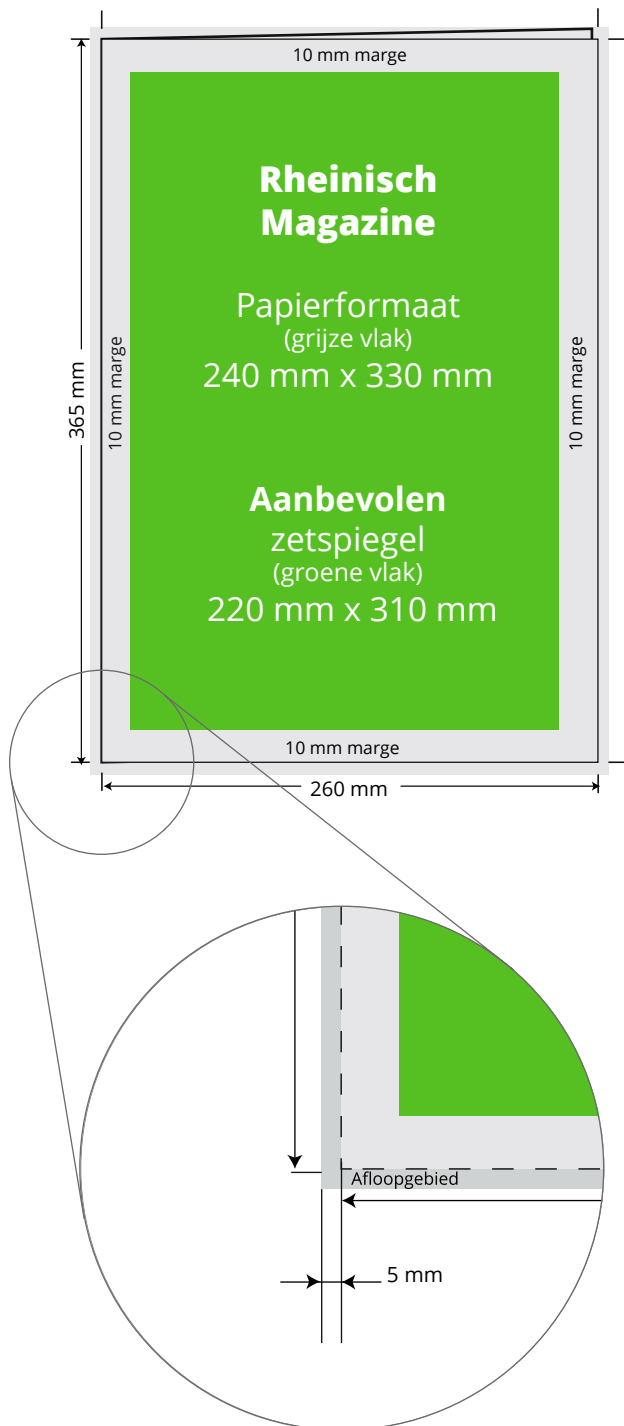 10 mm marge
Rheinisch
Magazine
Papierformaat
(grijze vlak)
240 mm x 330 mm
365 mm
10 mm marge
10 mm marge
Aanbevolen
zetspiegel
(groene vlak)
220 mm x 310 mm
10 mm marge
260 mm
Afloopgebied
5 mm